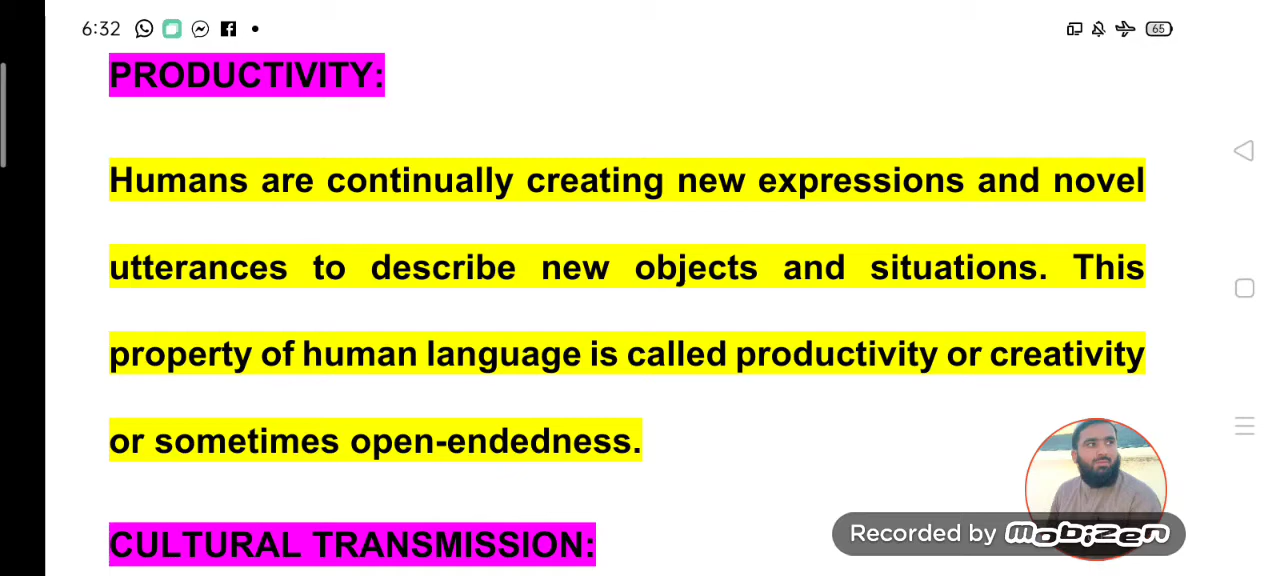 6:32
65
PRODUCTIVITY:
Humans are continually creating new expressions and novel
utterances to describe new objects and situations. This
property of human language is called productivity or creativity
or sometimes open-endedness.
CULTURAL TRANSMISSION:
Recorded by mobizen